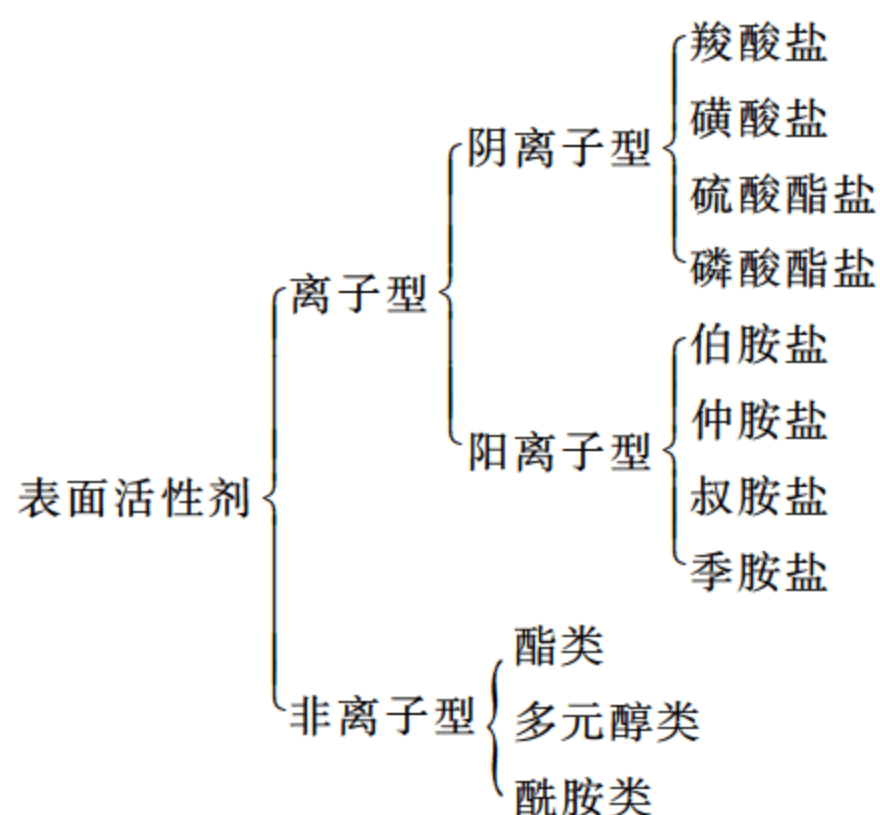 羧酸盐
磺酸盐
阴离子型
硫酸酯盐
磷酸酯盐
离子型
伯胺盐
仲胺盐
阳离子型
叔胺盐
表面活性剂
季胺盐
酯类
非离子型
多元醇类
酰胺类